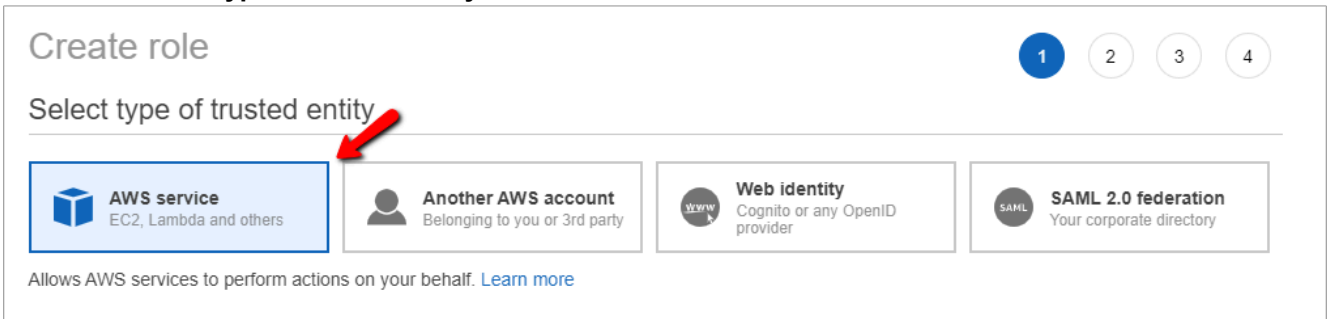 Create role
1 2 3 4
Select type of trusted entity
AWS service
EC2, Lambda and others
Another AWS account
Belonging to you or 3rd party
www
Web identity
Cognito or any OpenID
provider
SAML
SAML 2.0 federation
Your corporate directory
Allows AWS services to perform actions on your behalf. Learn more